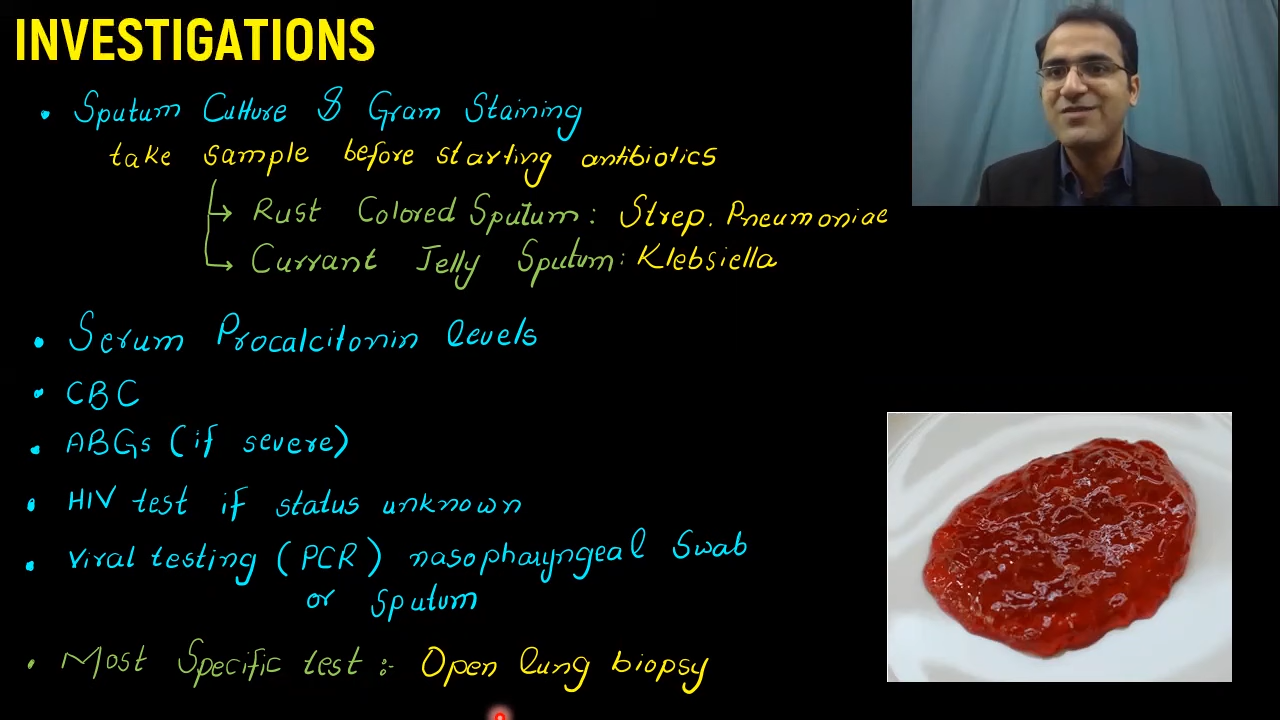 INVESTIGATIONS
• Sputum Culture & Gram Staining
take sample before starting antibiotics
→ Rust Colored Sputum: Strep. Pneumoniae
→ Currant Jelly Sputum: Klebsiella
• Serum Procalcitonin levels
• CBC
• ABGs (if severe)
• HIV test if status unknown
• Viral testing (PCR) nasopharyngeal Swab
or Sputum
• Most Specific test :- Open lung biopsy